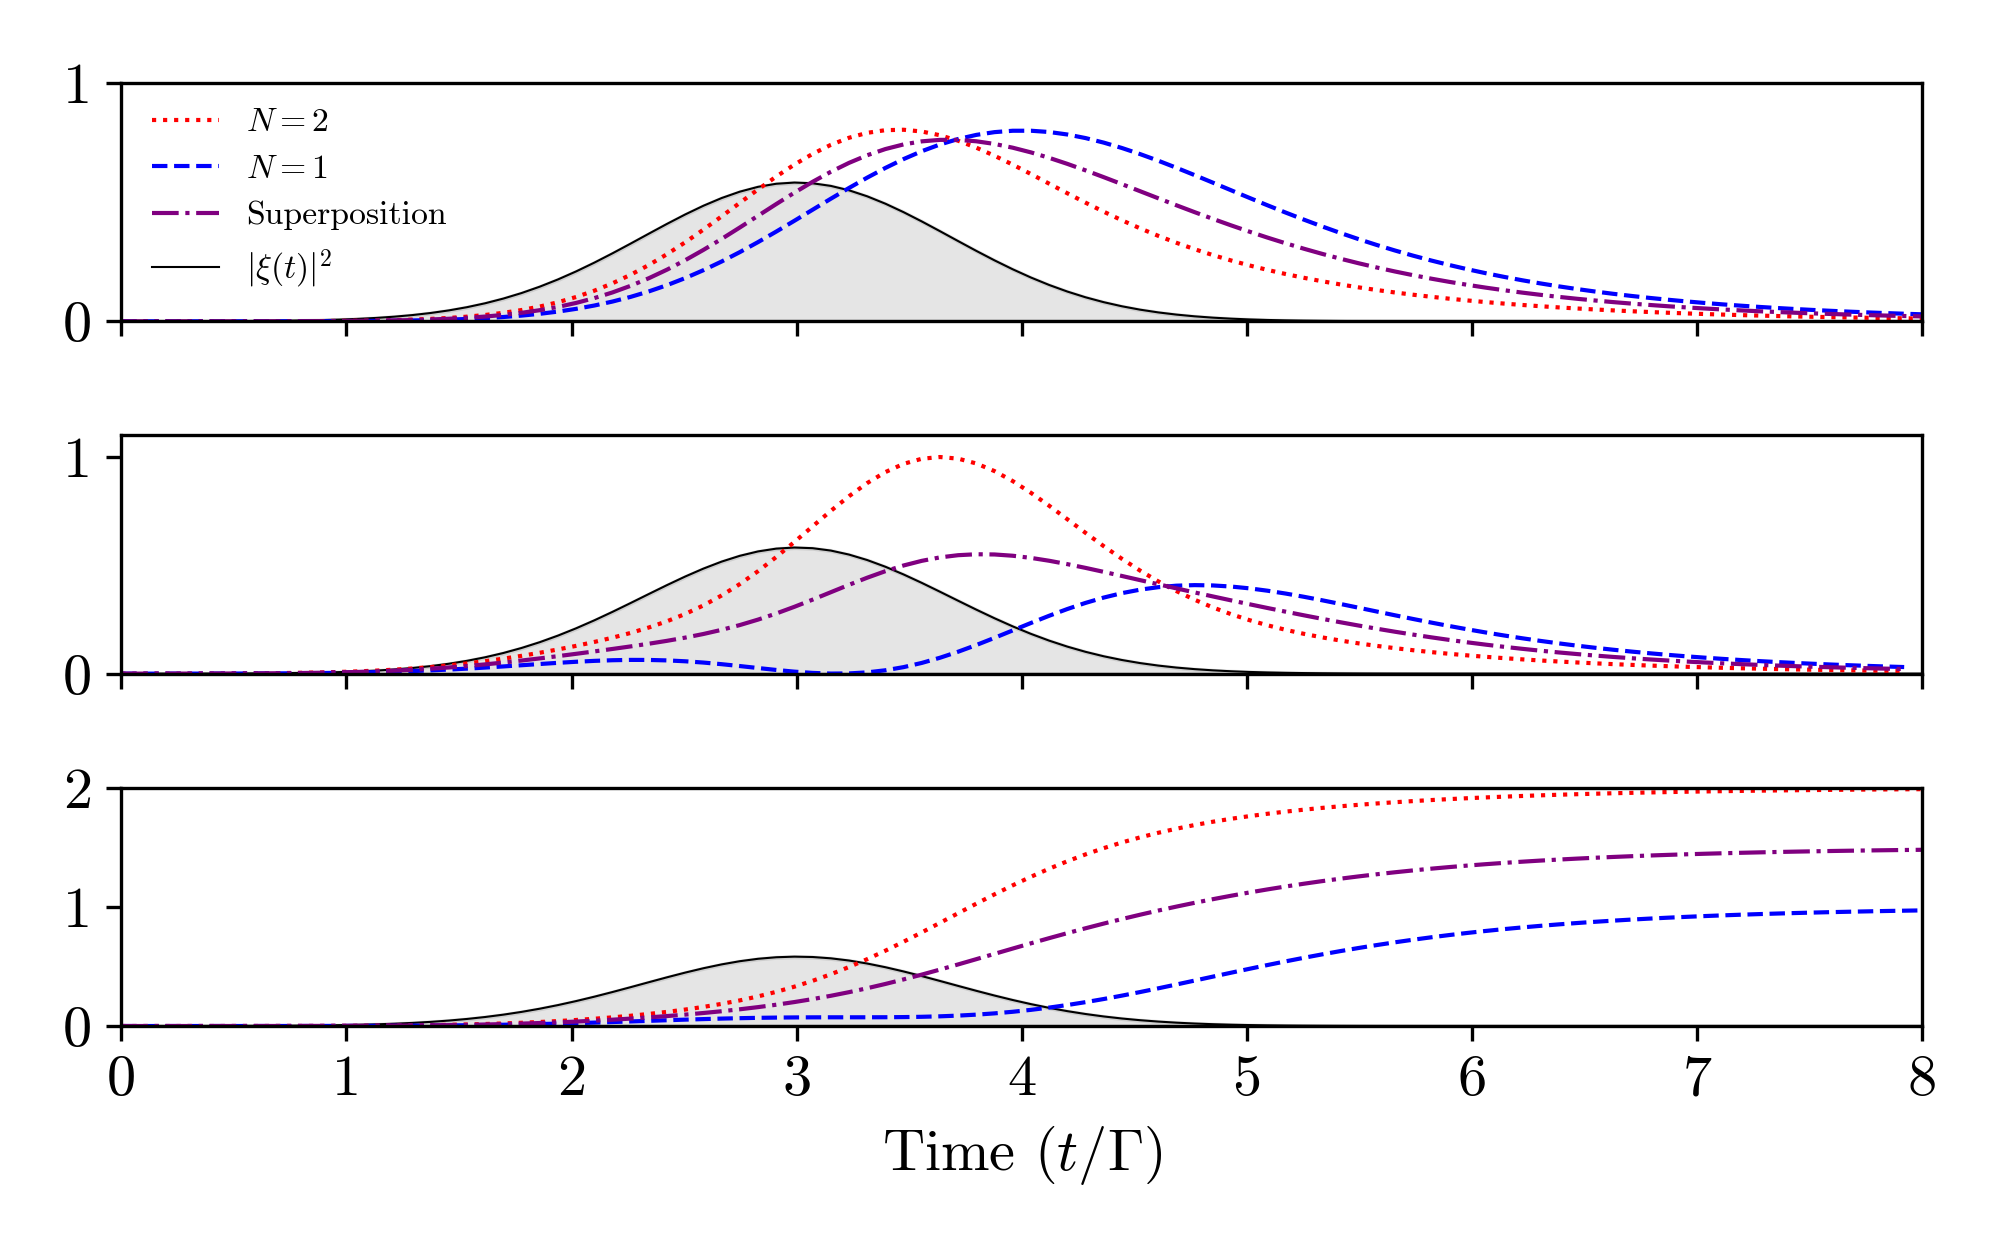 1
N = 2
N = 1
Superposition
|ξ(t)|²
0
1
0
2
1
0
0 1 2 3 4 5 6 7 8
Time (t/Γ)